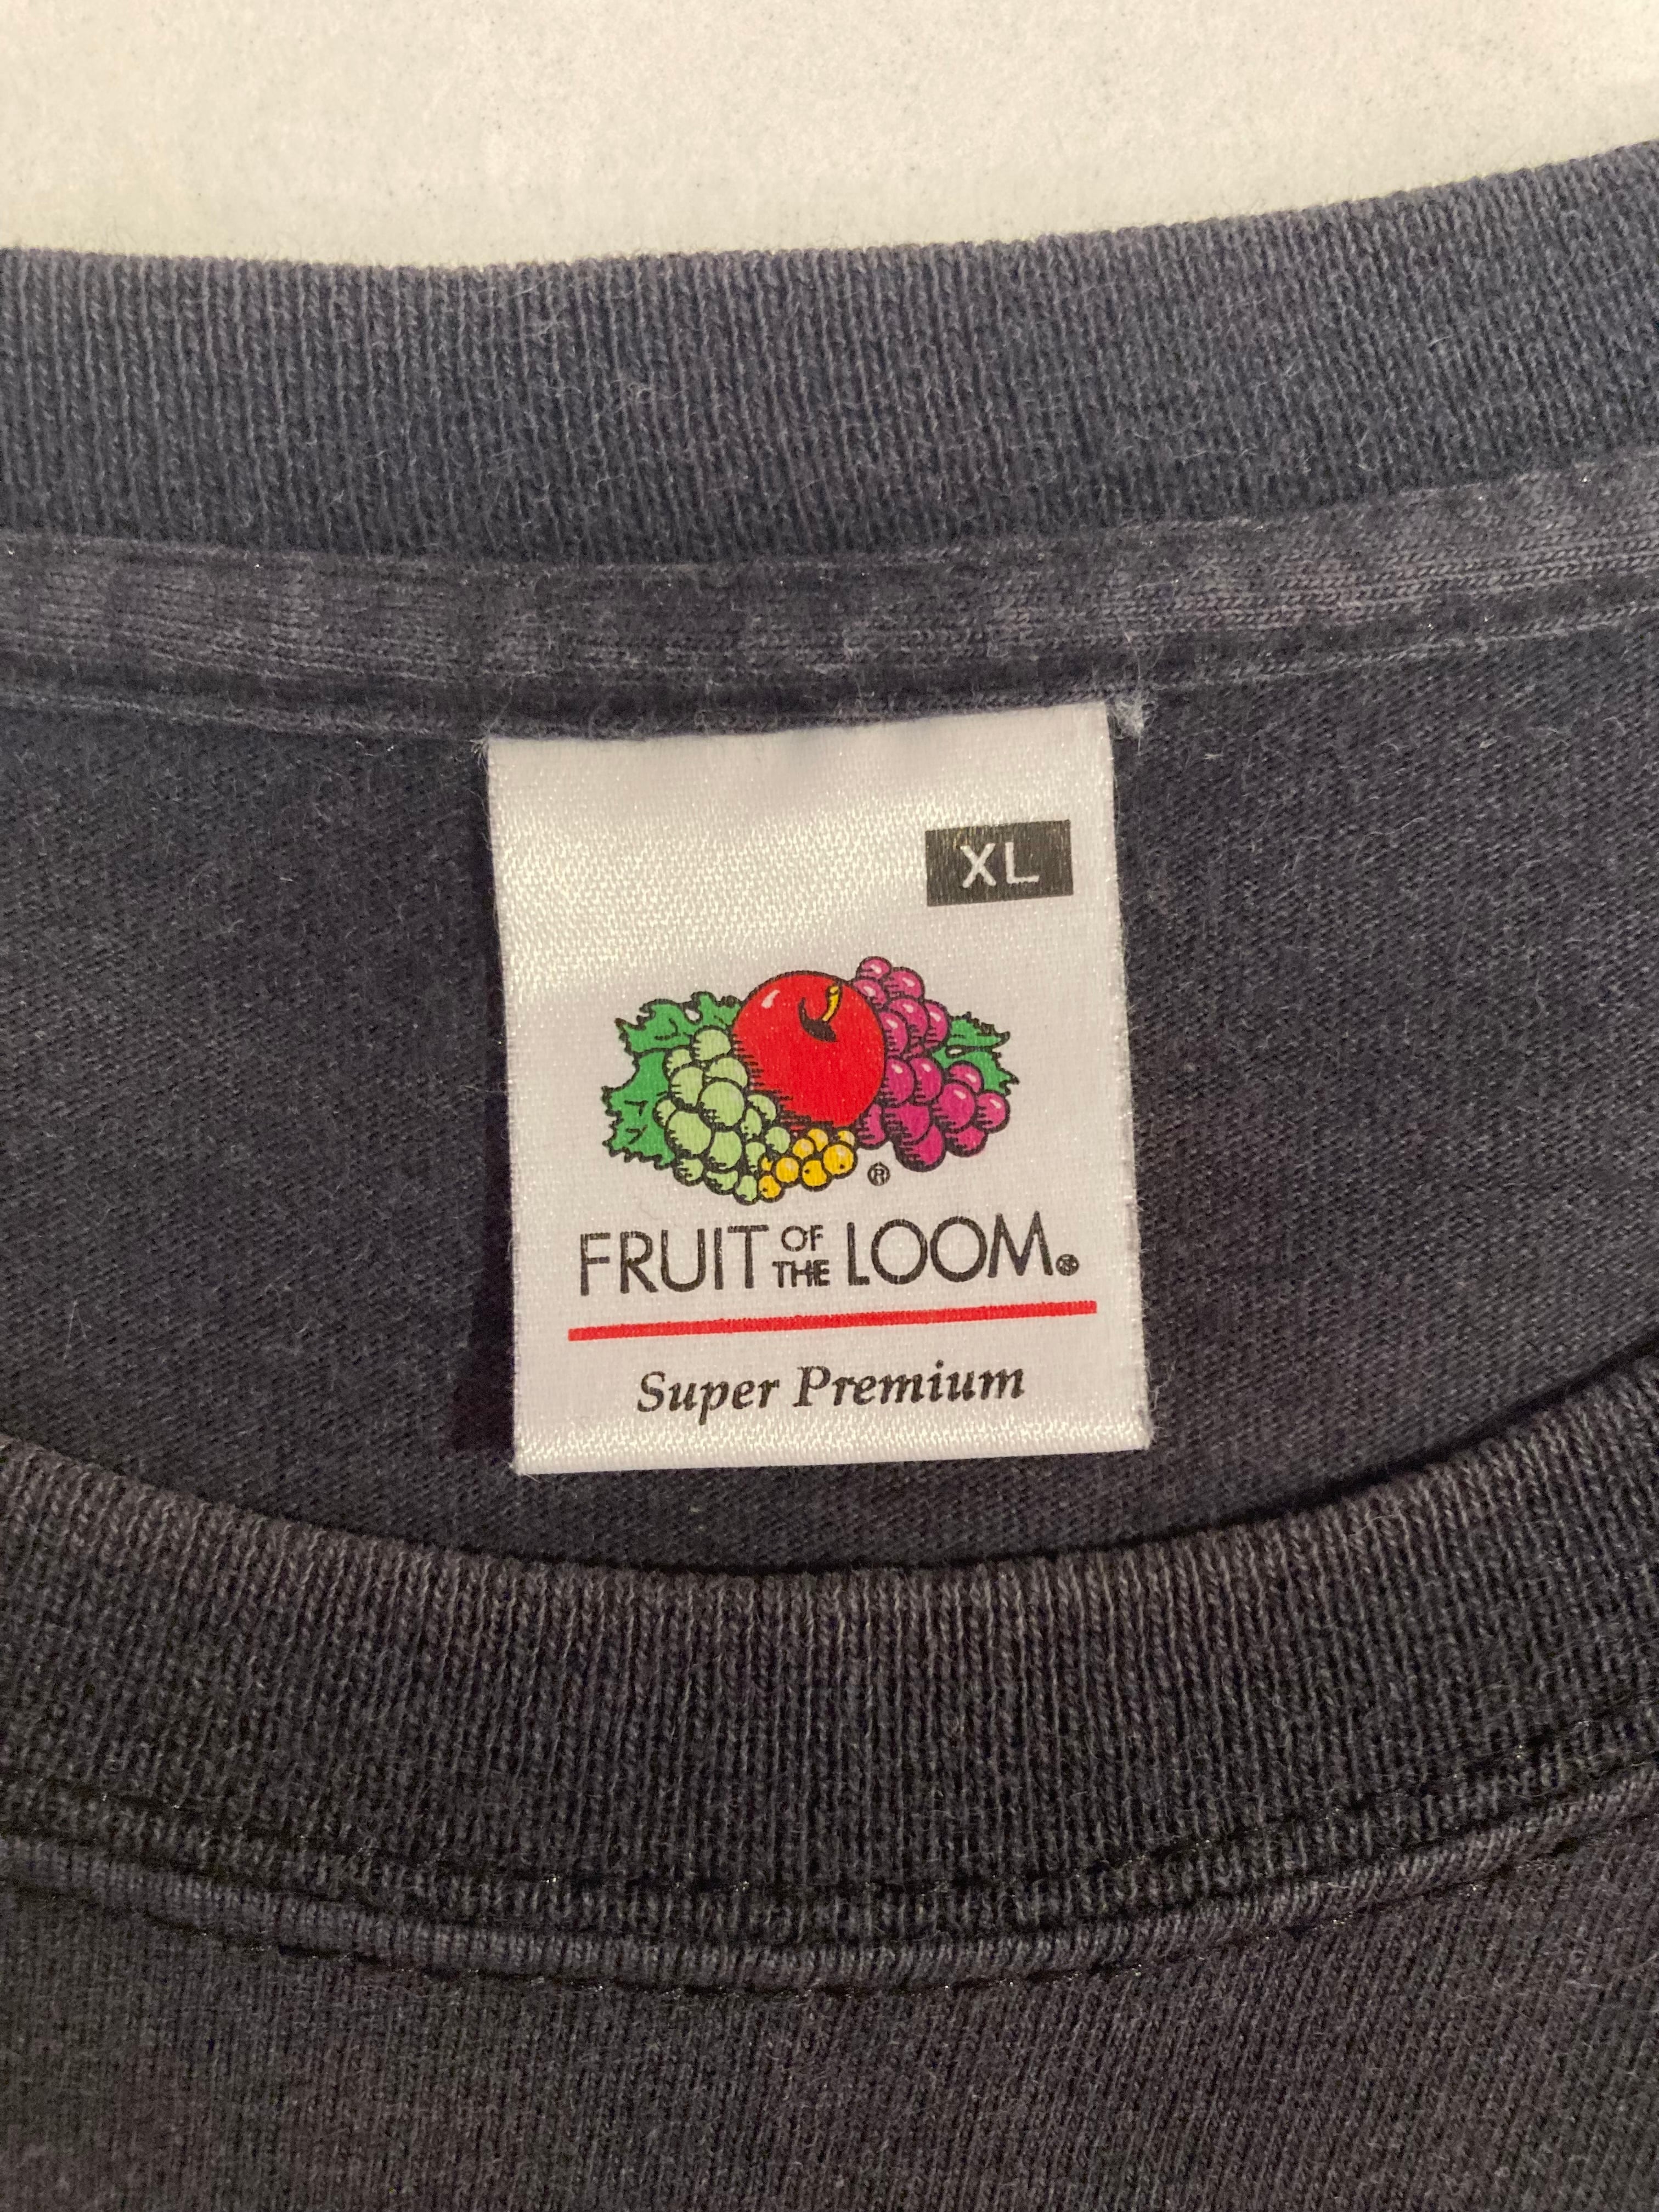 XL
®
FRUIT OF THE LOOM®
Super Premium